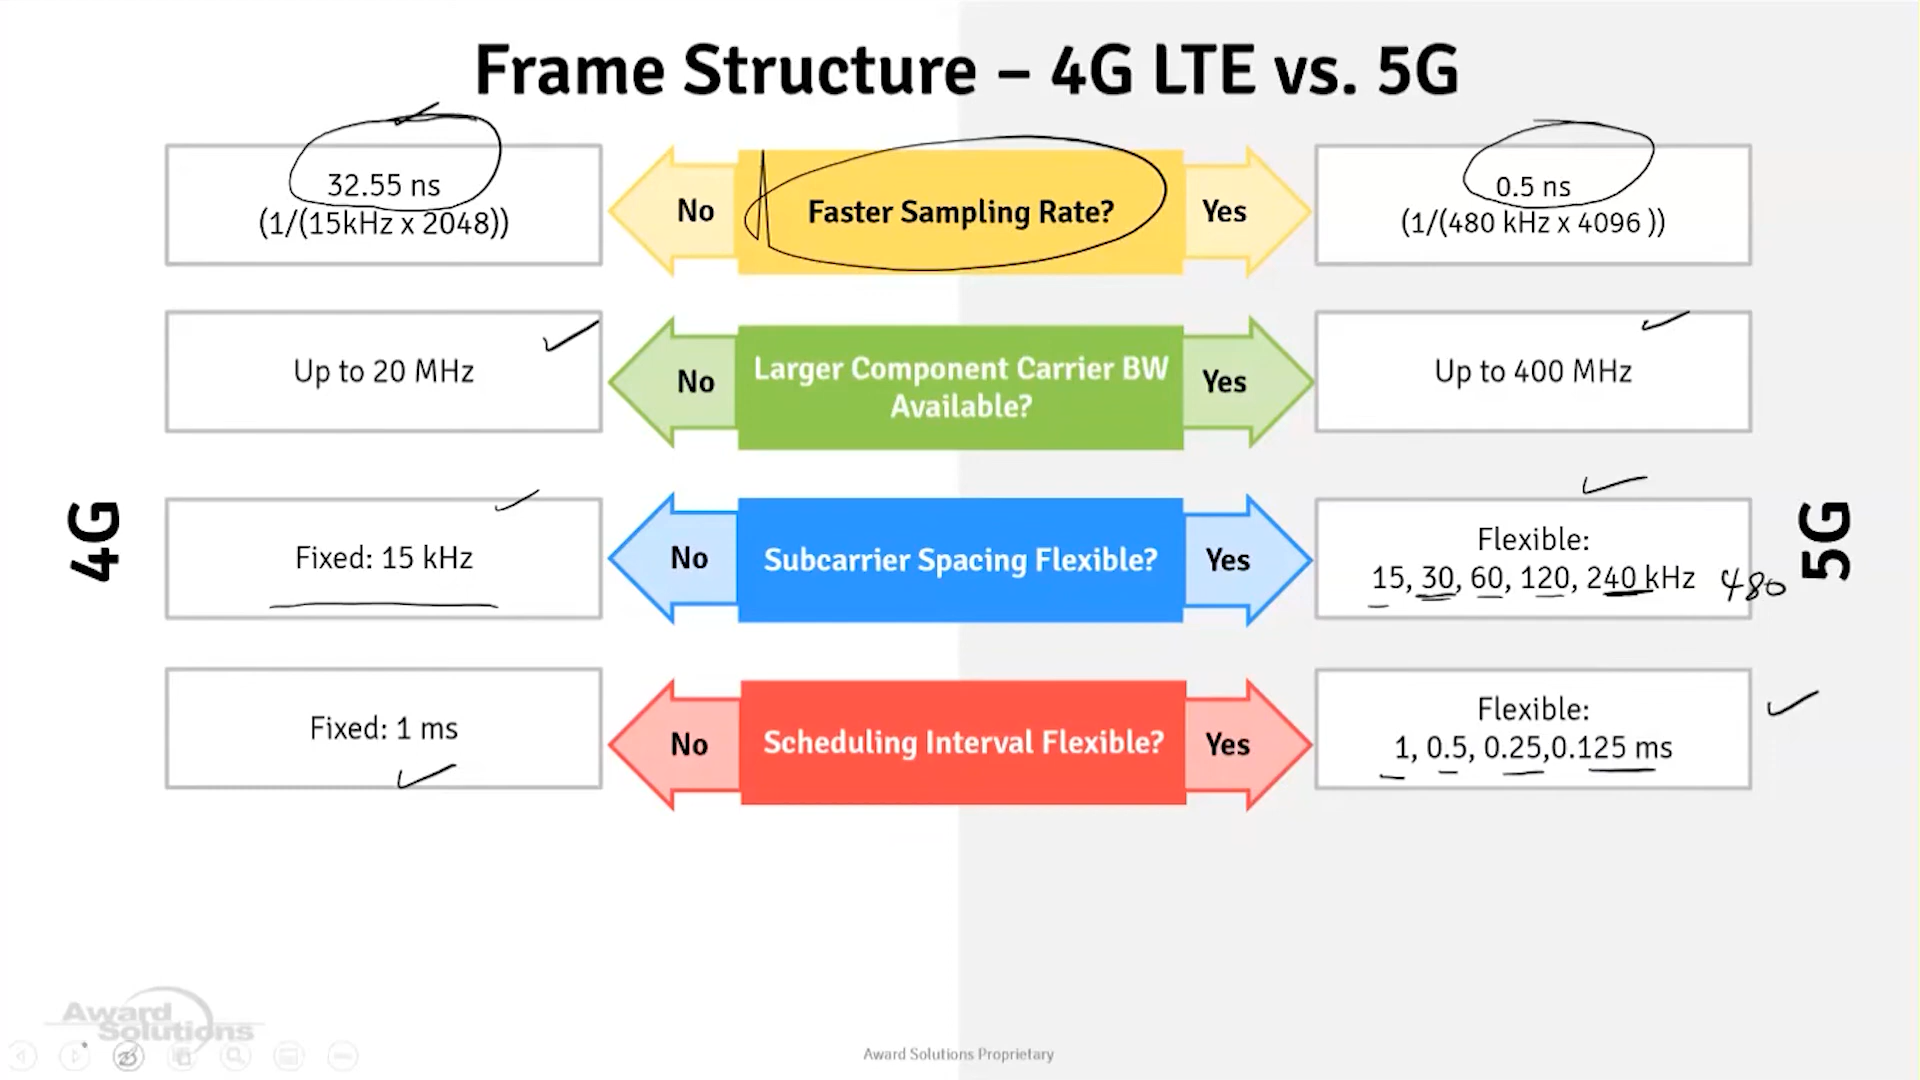 Frame Structure – 4G LTE vs. 5G
32.55 ns
(1/(15kHz x 2048))
No
Faster Sampling Rate?
Yes
0.5 ns
(1/(480 kHz x 4096 ))
Up to 20 MHz
No
Larger Component Carrier BW
Available?
Yes
Up to 400 MHz
4G
Fixed: 15 kHz
No
Subcarrier Spacing Flexible?
Yes
Flexible:
15, 30, 60, 120, 240 kHz
480
5G
Fixed: 1 ms
No
Scheduling Interval Flexible?
Yes
Flexible:
1, 0.5, 0.25,0.125 ms
Award
Solutions
Award Solutions Proprietary